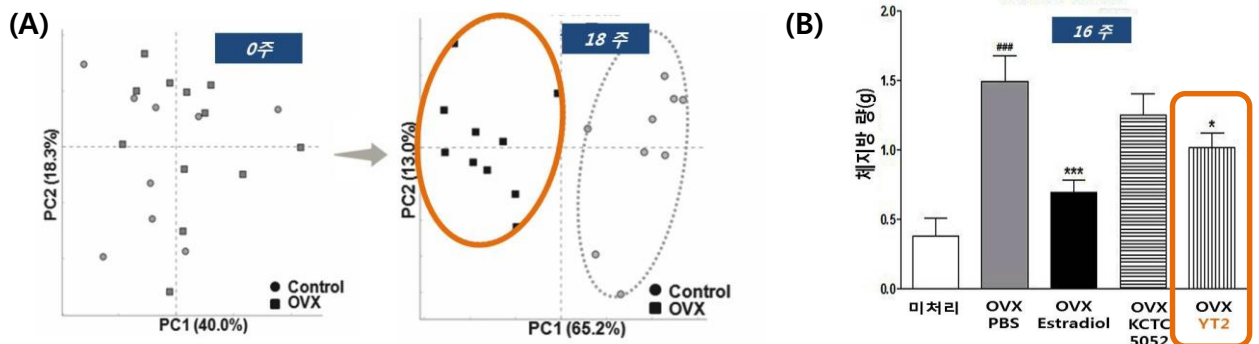 (A)
0주
PC2 (18.3%)
Control
OVX
PC1 (40.0%)
18 주
PC2 (13.0%)
Control
OVX
PC1 (65.2%)
(B)
16 주
체지방 량(g)
2.0
1.5
1.0
0.5
0.0
###
***
*
미처리
OVX
PBS
OVX
Estradiol
OVX
KCTC
5052
OVX
YT2